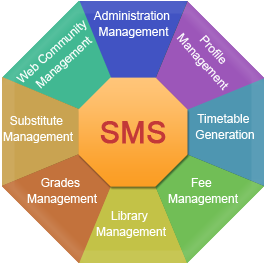 Administration
Management
Profile
Management
Timetable
Generation
Fee
Management
Library
Management
Grades
Management
Substitute
Management
Web Community
Management
SMS